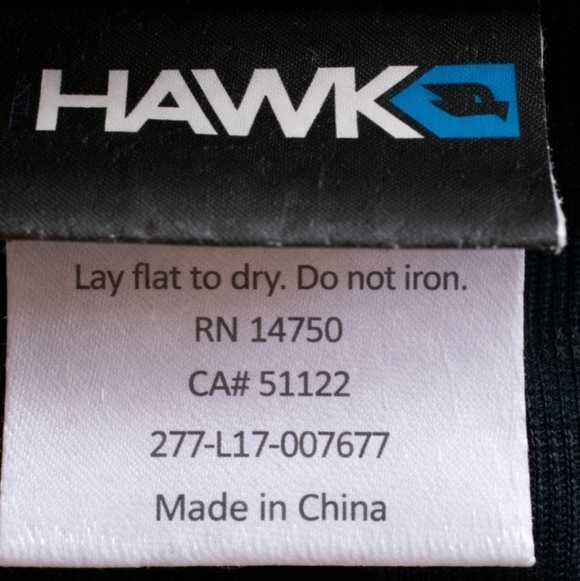 HAWK
Lay flat to dry. Do not iron.
RN 14750
CA# 51122
277-L17-007677
Made in China